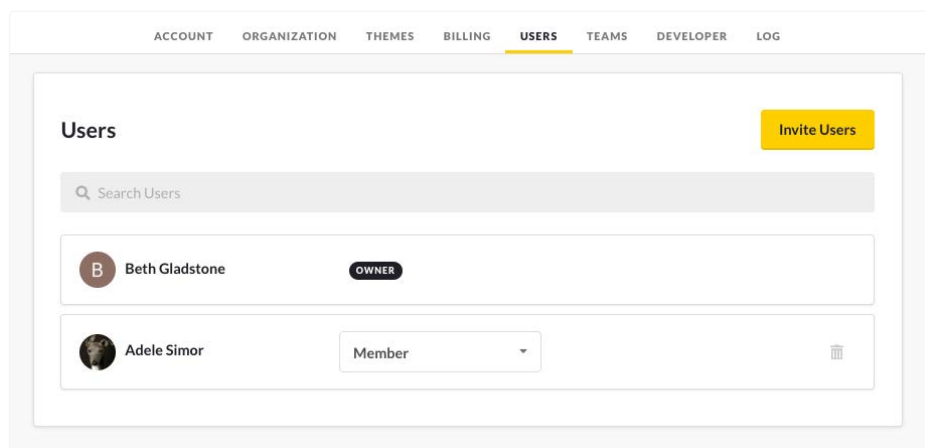 ACCOUNT ORGANIZATION THEMES BILLING USERS TEAMS DEVELOPER LOG
Users
Invite Users
Search Users
B Beth Gladstone OWNER
Adele Simor Member